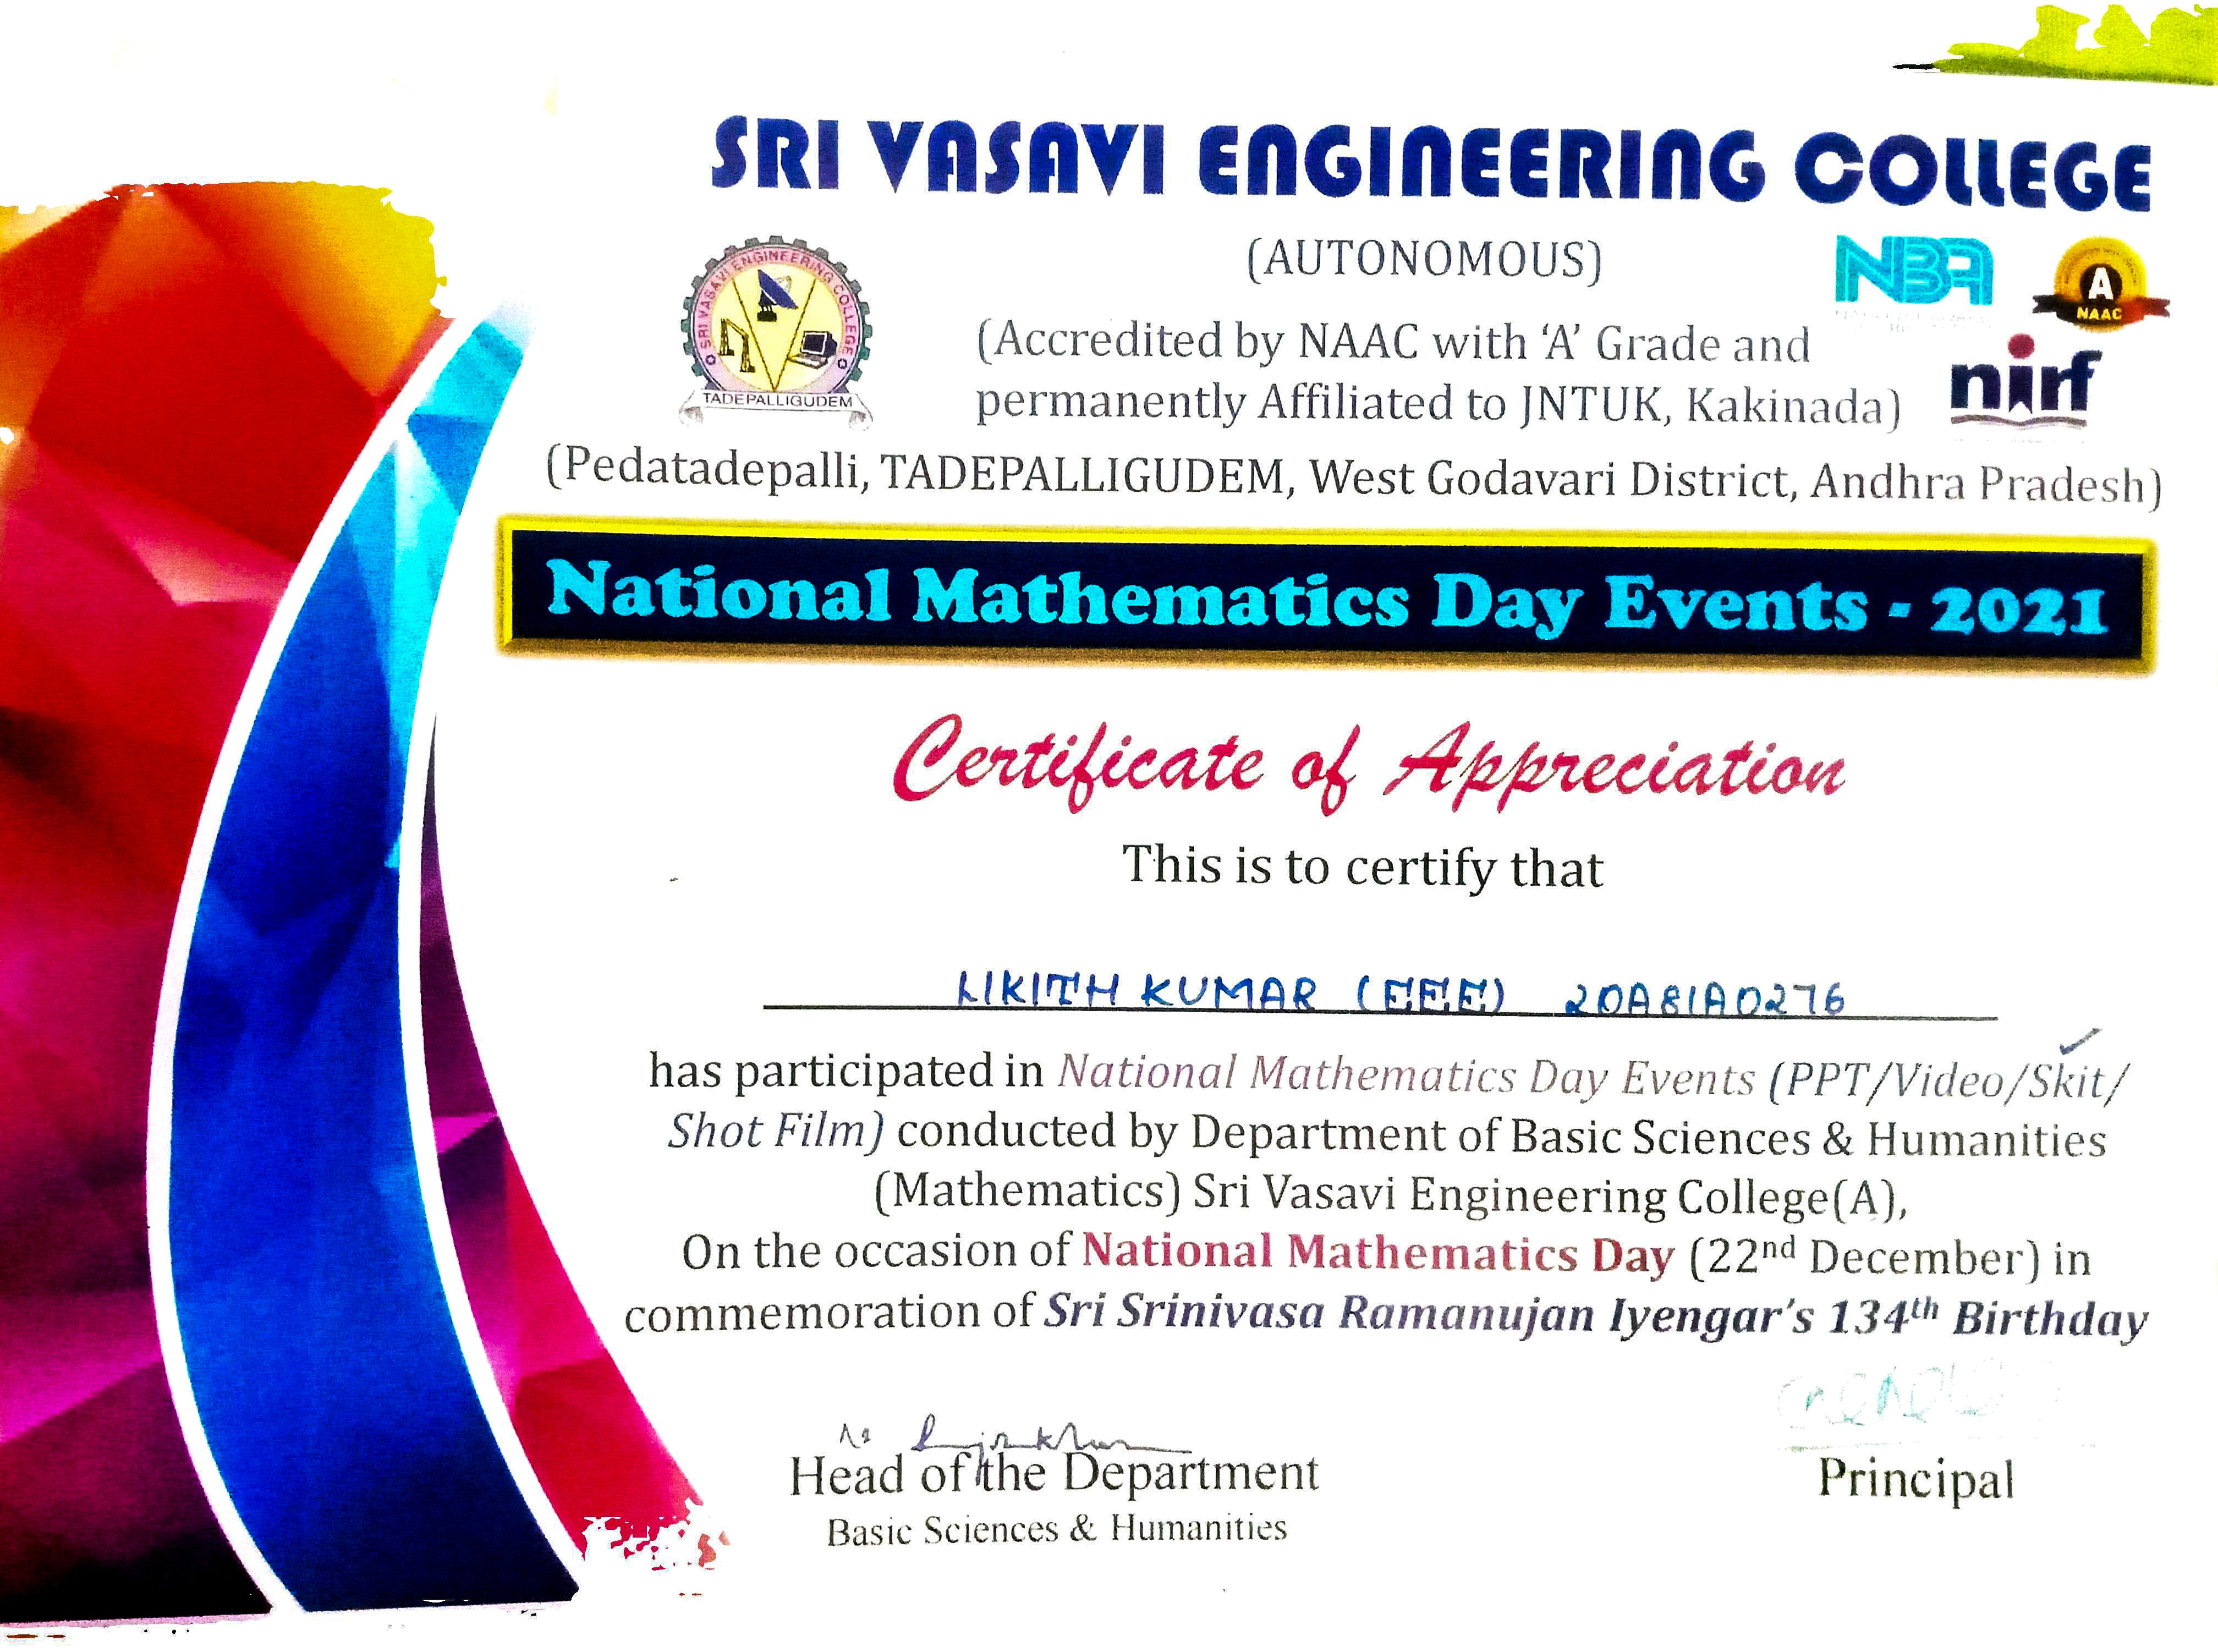 SRI VASAVI ENGINEERING COLLEGE
(AUTONOMOUS)
SRI VASAVI ENGINEERING COLLEGE
TADEPALLIGUDEM
NBA
A
NAAC
nirf
(Accredited by NAAC with ‘A’ Grade and
permanently Affiliated to JNTUK, Kakinada)
(Pedatadepalli, TADEPALLIGUDEM, West Godavari District, Andhra Pradesh)
National Mathematics Day Events - 2021
Certificate of Appreciation
This is to certify that
LIKITH KUMAR (EEE) 20A81A0276
has participated in National Mathematics Day Events (PPT/Video/Skit/
Shot Film) conducted by Department of Basic Sciences & Humanities
(Mathematics) Sri Vasavi Engineering College(A),
On the occasion of National Mathematics Day (22nd December) in
commemoration of Sri Srinivasa Ramanujan Iyengar’s 134th Birthday
Head of the Department
Basic Sciences & Humanities
Principal